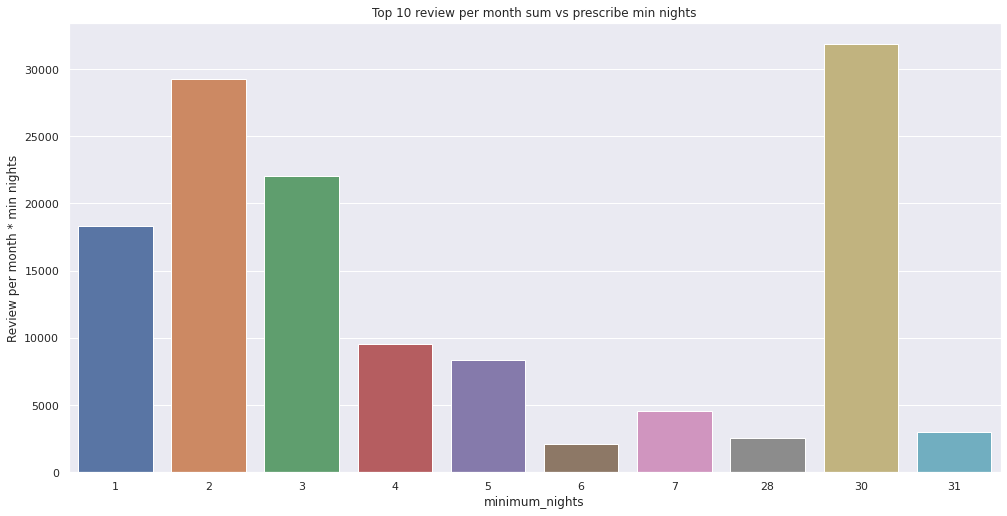 Top 10 review per month sum vs prescribe min nights
Review per month * min nights
30000
25000
20000
15000
10000
5000
0
1 2 3 4 5 6 7 28 30 31
minimum_nights